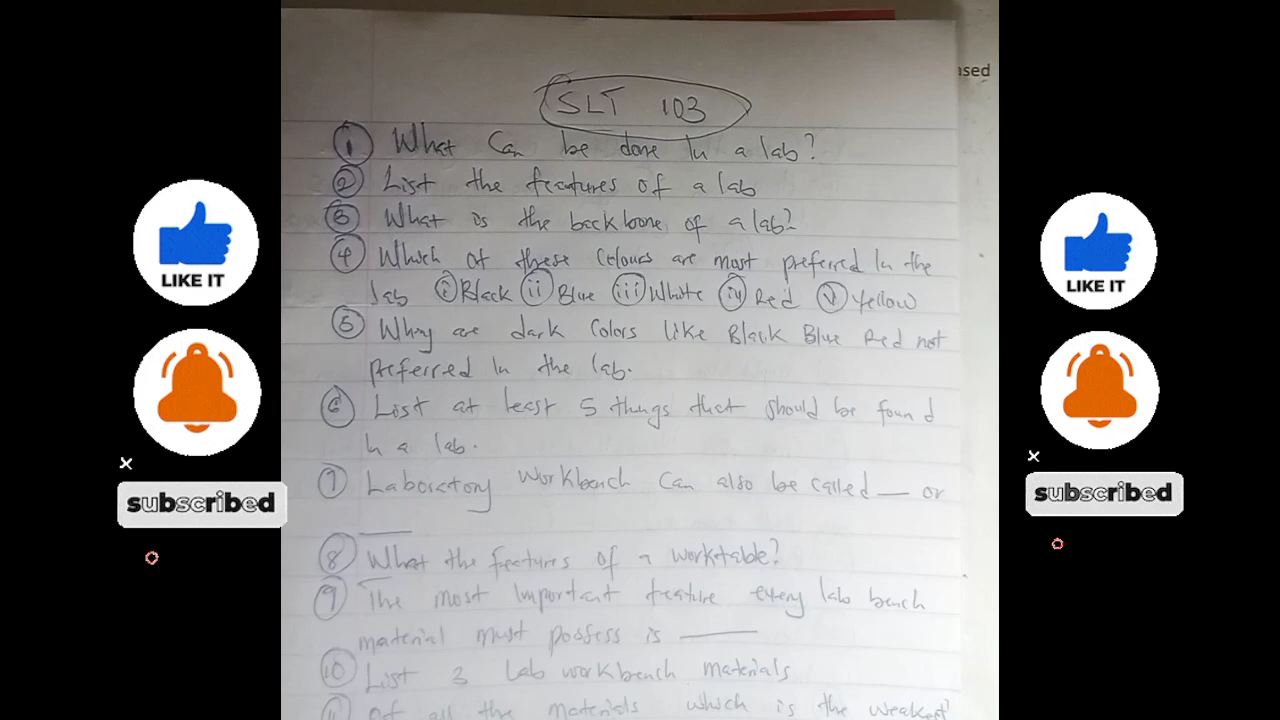 ased
SLT 103
1 What can be done in a lab?
2 List the features of a lab
3 What is the backbone of a lab?
4 Which of these colours are most preferred in the
lab i Black ii Blue iii White iv Red v Yellow
5 Why are dark colors like Black Blue Red not
preferred in the lab.
6 List at least 5 things that should be found
in a lab.
7 Laboratory workbench can also be called __ or
__
8 What the features of a worktable?
9 The most important feature every lab bench
material must possess is __
10 List 3 lab workbench materials
11 Of all the materials which is the weakest
LIKE IT
subscribed
LIKE IT
subscribed